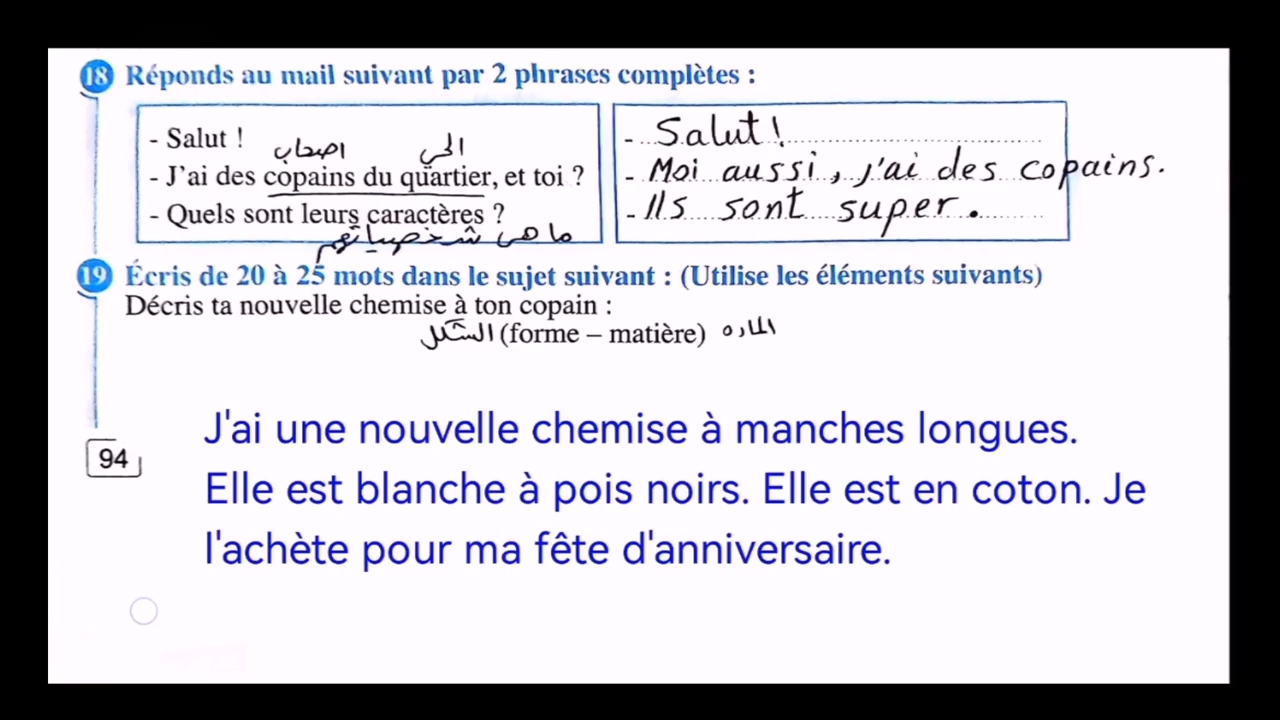 18 Réponds au mail suivant par 2 phrases complètes :
- Salut !
اصحاب الحى
- J'ai des copains du quartier, et toi ?
- Quels sont leurs caractères ?
ما هى شخصياتهم
- Salut!
- Moi aussi, j'ai des copains.
- Ils sont super.
19 Écris de 20 à 25 mots dans le sujet suivant : (Utilise les éléments suivants)
Décris ta nouvelle chemise à ton copain :
الشكل (forme – matière) الماده
J'ai une nouvelle chemise à manches longues.
Elle est blanche à pois noirs. Elle est en coton. Je
l'achète pour ma fête d'anniversaire.
94